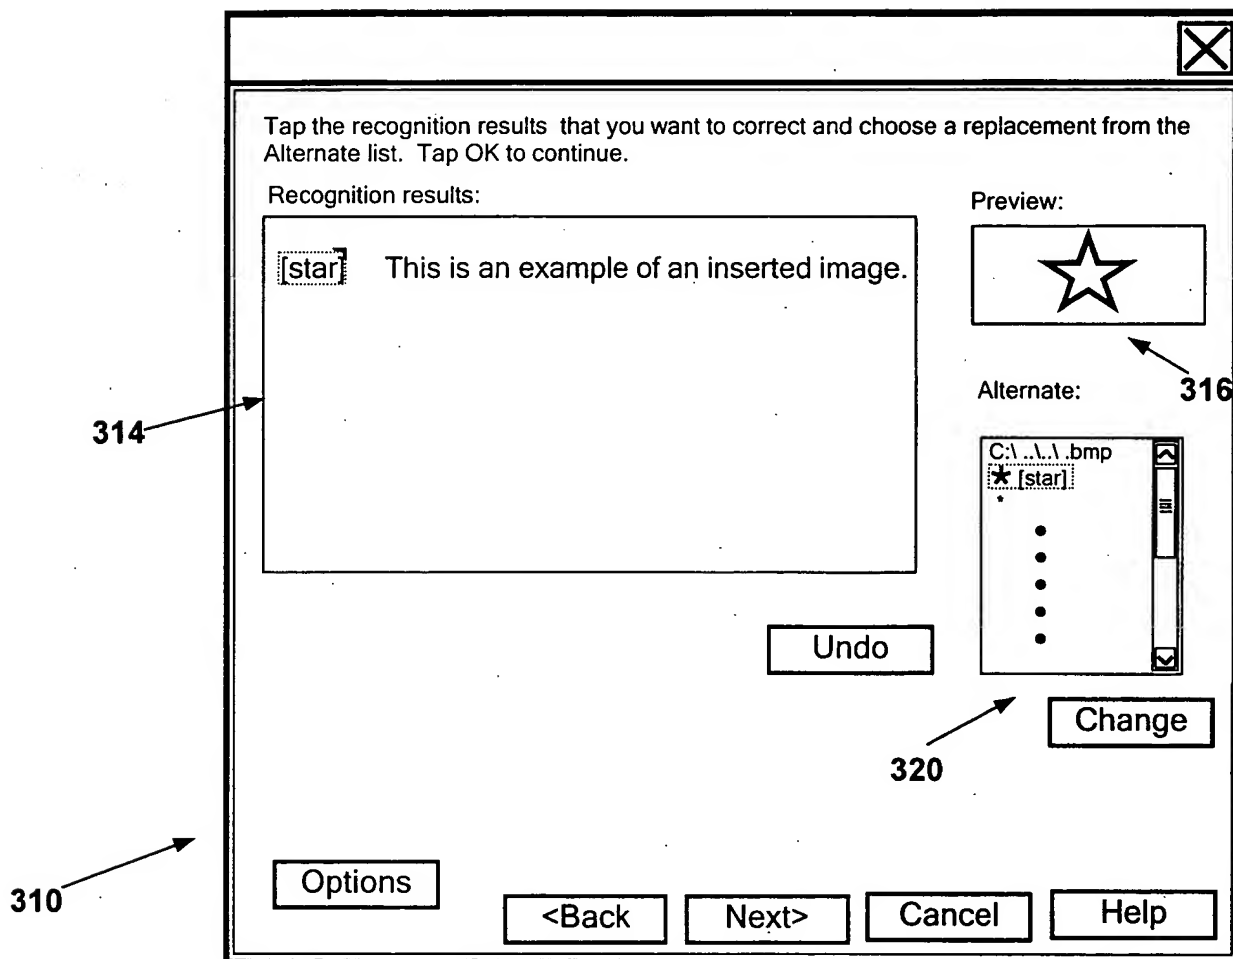 Tap the recognition results that you want to correct and choose a replacement from the
Alternate list. Tap OK to continue.
Recognition results:
Preview:
[star] This is an example of an inserted image.
316
Alternate:
314
C:\ ..\..\ .bmp
* [star]
*
Undo
Change
320
310
Options
<Back
Next>
Cancel
Help